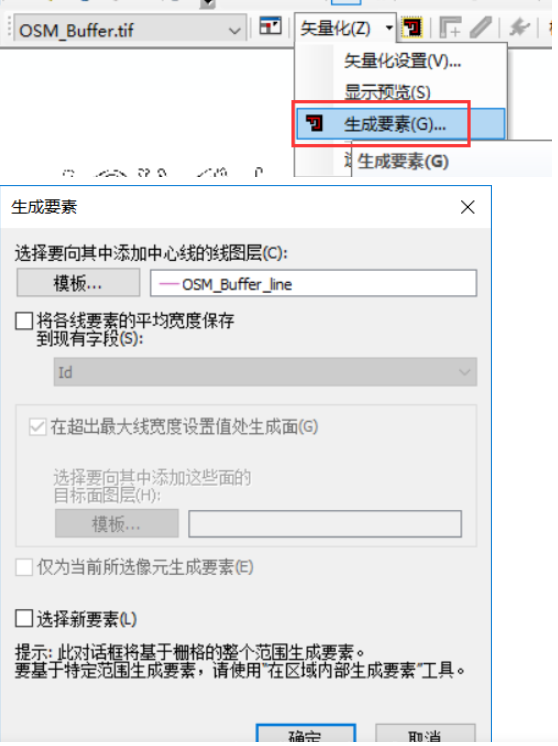 OSM_Buffer.tif
矢量化(Z)
矢量化设置(V)...
显示预览(S)
生成要素(G)...
生成要素(G)
生成要素
选择要向其中添加中心线的线图层(C):
模板...
OSM_Buffer_line
将各线要素的平均宽度保存
到现有字段(S):
Id
在超出最大线宽度设置值处生成面(G)
选择要向其中添加这些面的
目标面图层(H):
模板...
仅为当前所选像元生成要素(E)
选择新要素(L)
提示: 此对话框将基于栅格的整个范围生成要素。
要基于特定范围生成要素，请使用"在区域内部生成要素"工具。
确定
取消